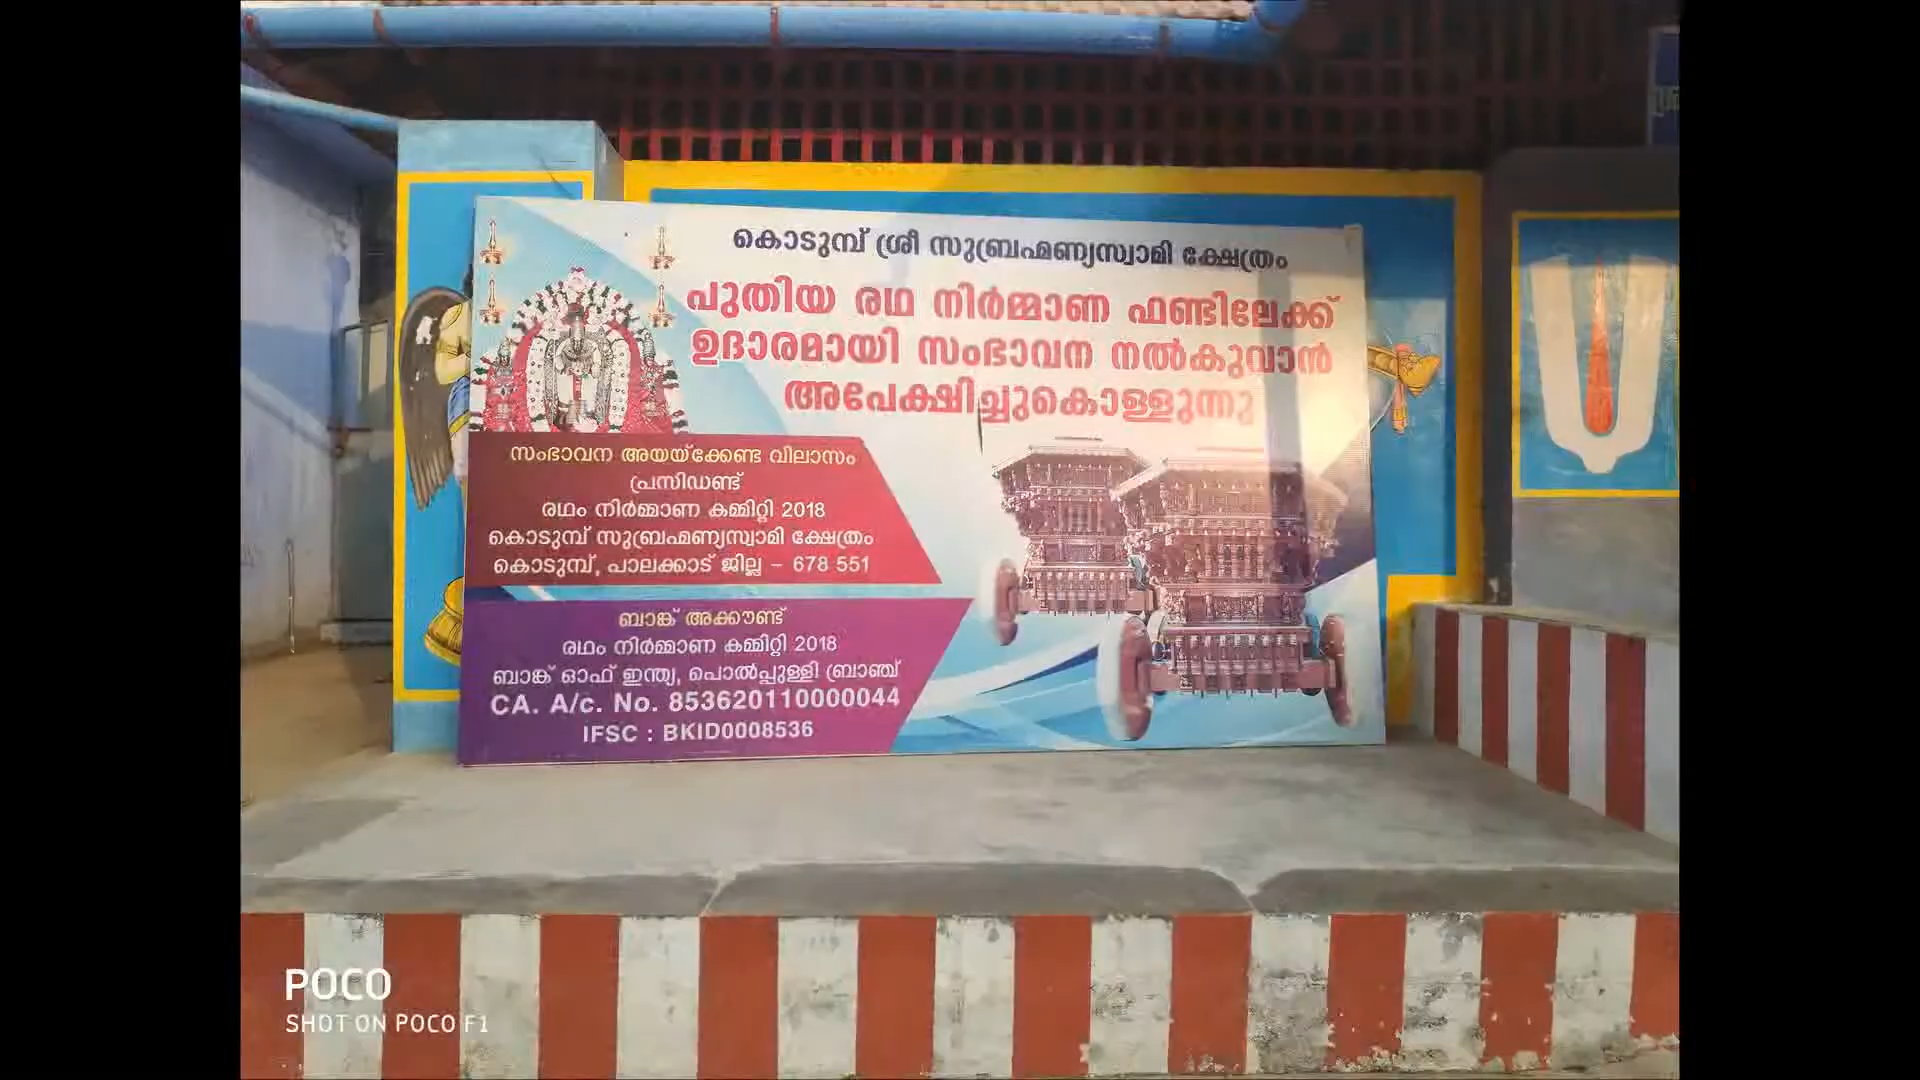 കൊടുമ്പ് ശ്രീ സുബ്രഹ്മണ്യസ്വാമി ക്ഷേത്രം
പുതിയ രഥ നിർമ്മാണ ഫണ്ടിലേക്ക്
ഉദാരമായി സംഭാവന നൽകുവാൻ
അപേക്ഷിച്ചുകൊള്ളുന്നു
സംഭാവന അയയ്ക്കേണ്ട വിലാസം
പ്രസിഡണ്ട്
രഥം നിർമ്മാണ കമ്മിറ്റി 2018
കൊടുമ്പ് സുബ്രഹ്മണ്യസ്വാമി ക്ഷേത്രം
കൊടുമ്പ്, പാലക്കാട് ജില്ല – 678 551
ബാങ്ക് അക്കൗണ്ട്
രഥം നിർമ്മാണ കമ്മിറ്റി 2018
ബാങ്ക് ഓഫ് ഇന്ത്യ, പൊൽപ്പുള്ളി ബ്രാഞ്ച്
CA. A/c. No. 853620110000044
IFSC : BKID0008536
POCO
SHOT ON POCO F1